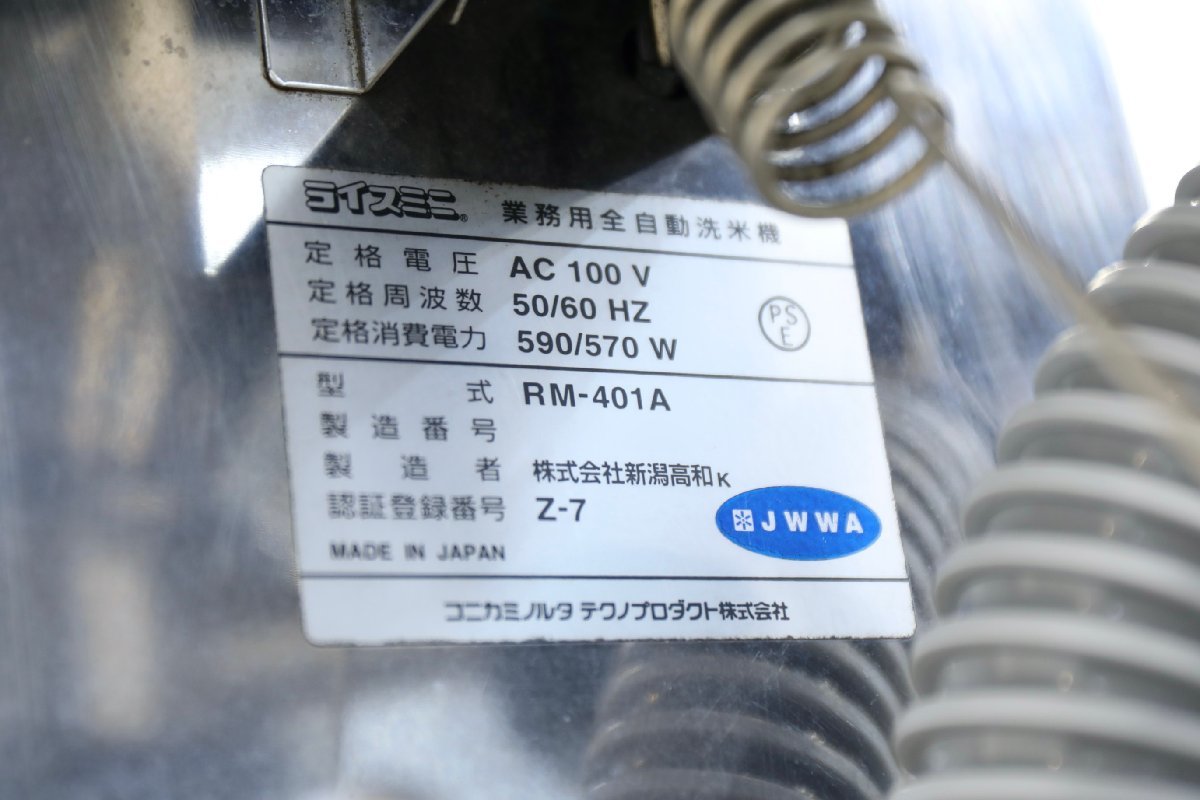 ライスミニ® 業務用全自動洗米機
定格電圧 AC 100 V
定格周波数 50/60 HZ
定格消費電力 590/570 W
PSE
型式 RM-401A
製造番号
製造者 株式会社新潟高和K
認証登録番号 Z-7
JWWA
MADE IN JAPAN
コニカミノルタ テクノプロダクト株式会社